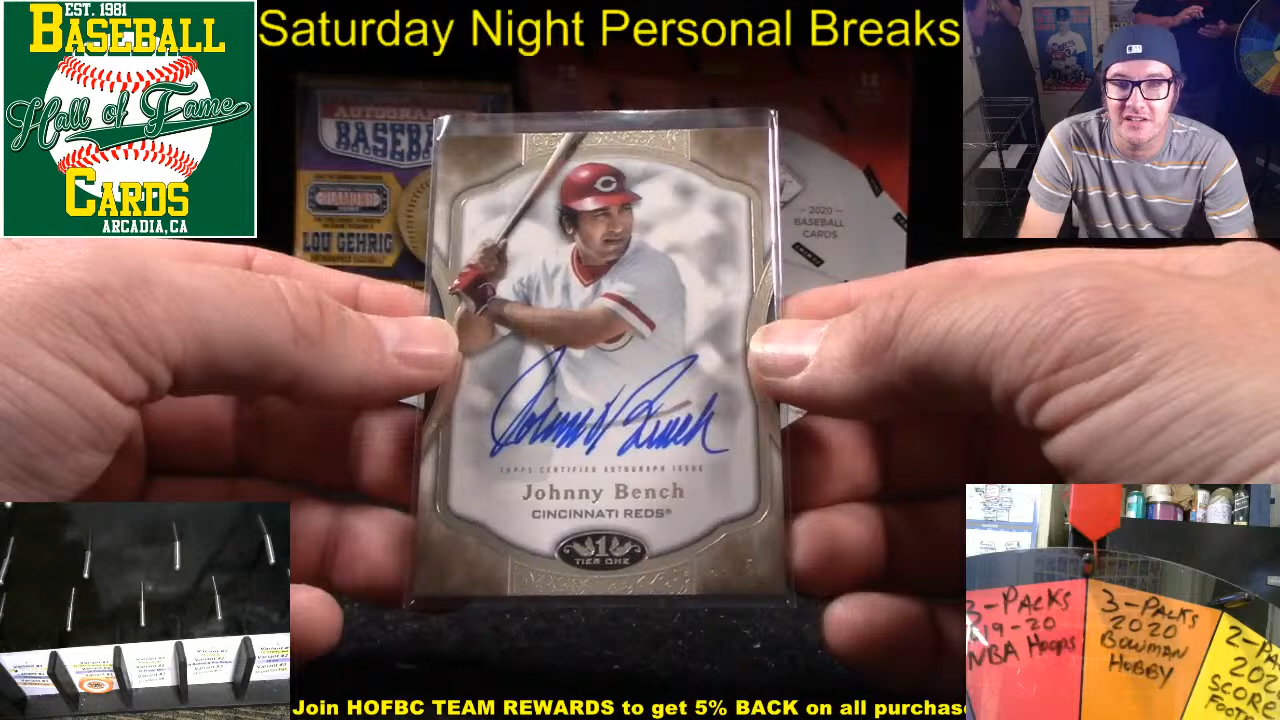 EST. 1981
BASEBALL
Hall of Fame
CARDS
ARCADIA, CA
Saturday Night Personal Breaks
BASEBA
DIAMOND
LOU GEHRIG
2020
BASEBALL
CARDS
Johnny Bench
TOPPS CERTIFIED AUTOGRAPH ISSUE
Johnny Bench
CINCINNATI REDS®
1
TIER ONE
3-PACKS
19-20
NBA HOOPS
3-PACKS
2020
BOWMAN
HOBBY
2-PA
202
SCORE
FOOT
Join HOFBC TEAM REWARDS to get 5% BACK on all purchas